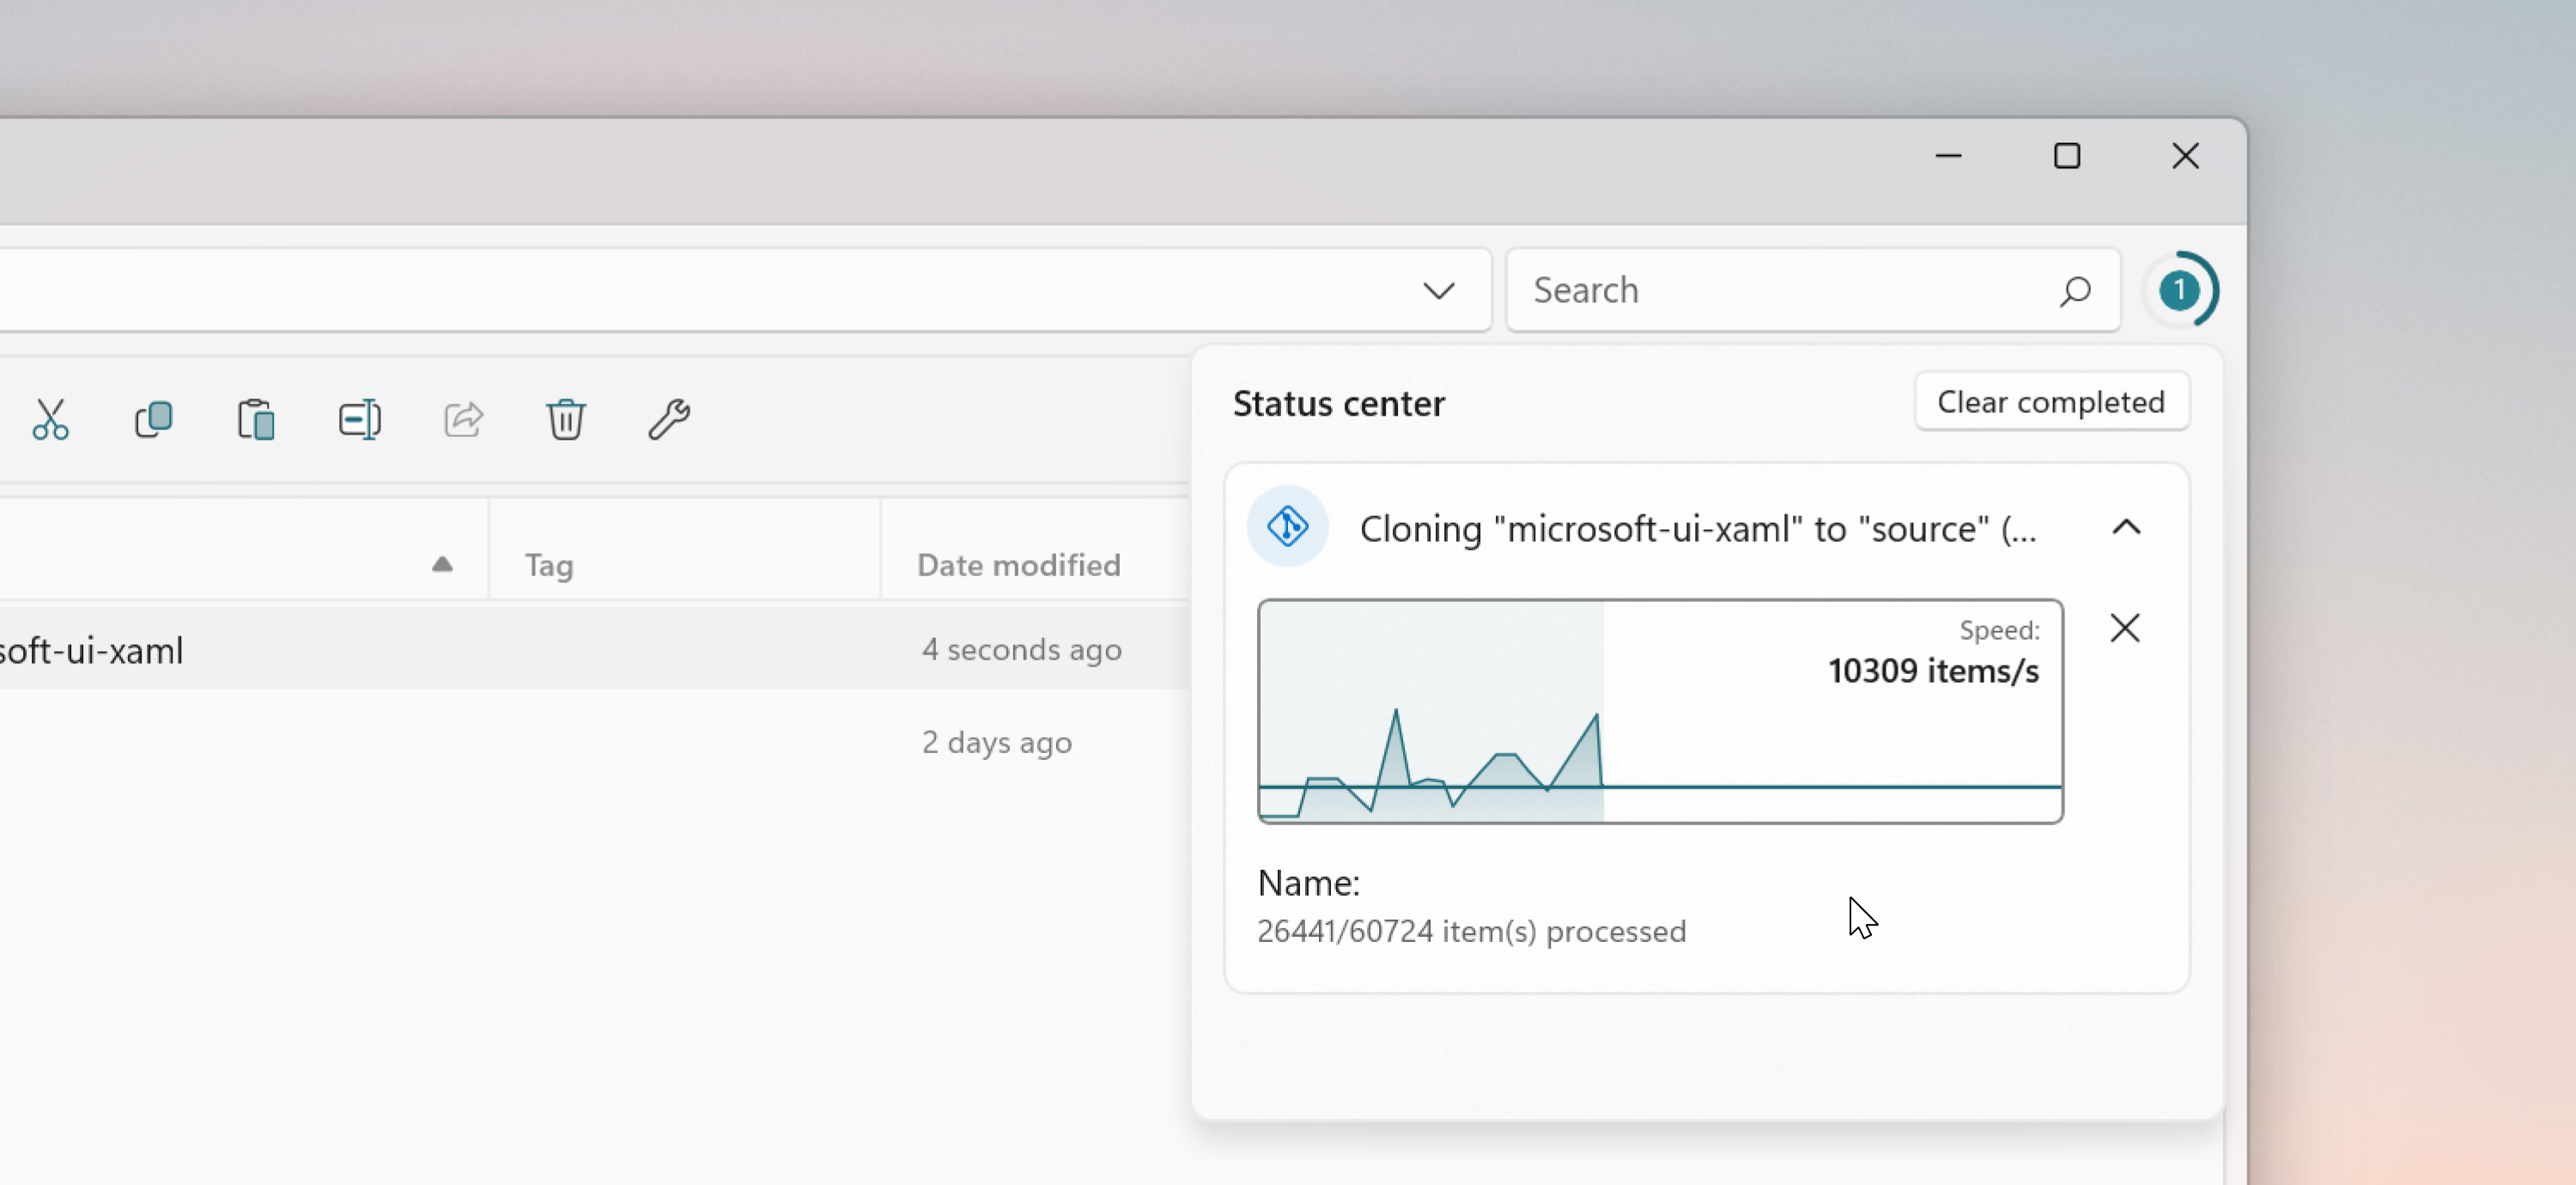 Search
1
Status center
Clear completed
Cloning "microsoft-ui-xaml" to "source" (...
Tag
Date modified
soft-ui-xaml
4 seconds ago
2 days ago
Speed:
10309 items/s
Name:
26441/60724 item(s) processed